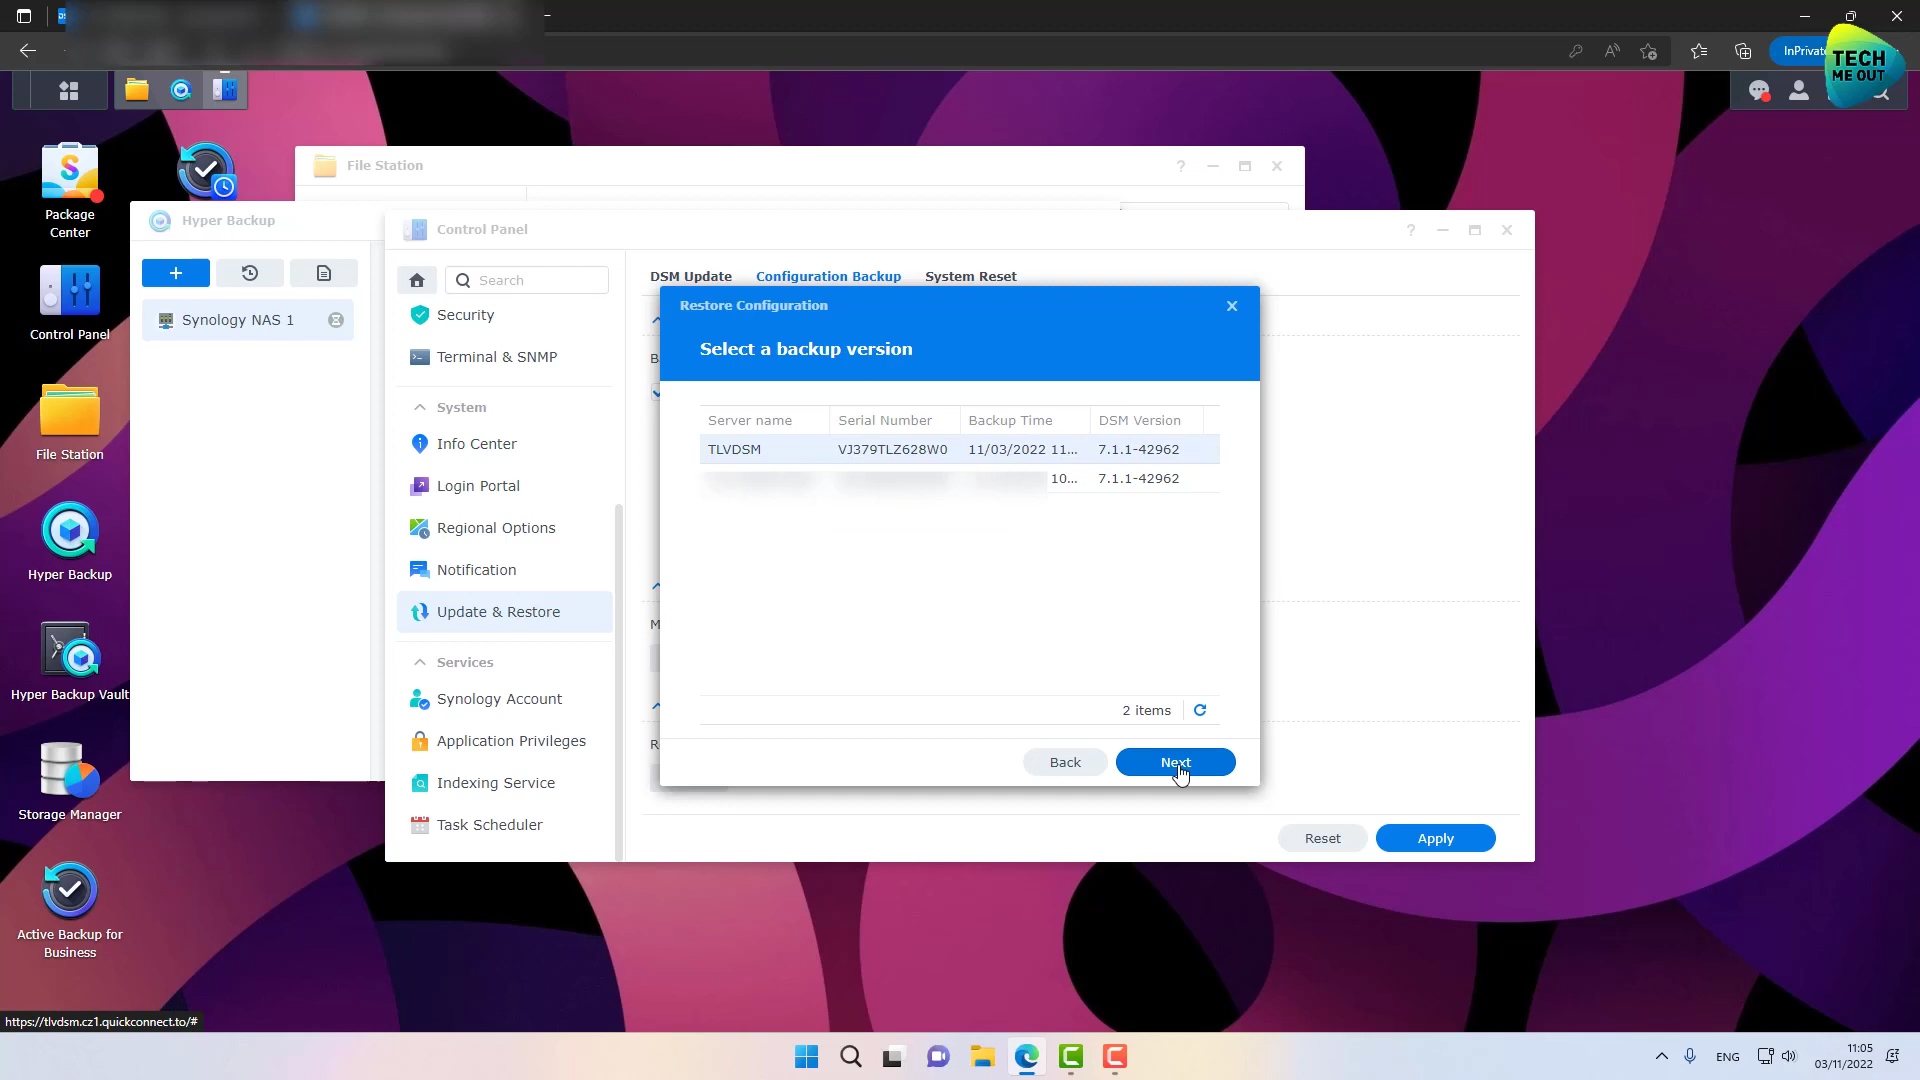 InPrivate
TECH
ME OUT
Package
Center
Control Panel
File Station
Hyper Backup
Hyper Backup Vault
Storage Manager
Active Backup for
Business
File Station
?
Hyper Backup
+
Synology NAS 1
Control Panel
?
Search
Security
Terminal & SNMP
System
Info Center
Login Portal
Regional Options
Notification
Update & Restore
Services
Synology Account
Application Privileges
Indexing Service
Task Scheduler
DSM Update Configuration Backup System Reset
Restore Configuration
Select a backup version
Server name Serial Number Backup Time DSM Version
TLVDSM VJ379TLZ628W0 11/03/2022 11... 7.1.1-42962
10... 7.1.1-42962
2 items
Back Next
Reset Apply
https://tlvdsm.cz1.quickconnect.to/#
ENG
11:05
03/11/2022